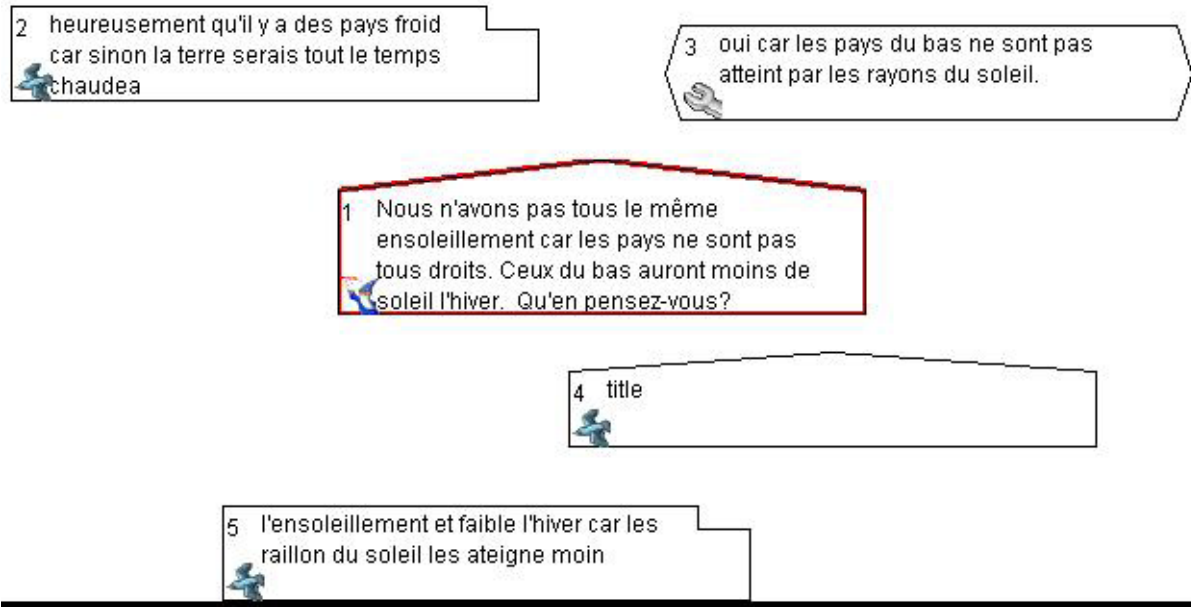 2 heureusement qu'il y a des pays froid
car sinon la terre serais tout le temps
chaudea
3 oui car les pays du bas ne sont pas
atteint par les rayons du soleil.
1 Nous n'avons pas tous le même
ensoleillement car les pays ne sont pas
tous droits. Ceux du bas auront moins de
soleil l'hiver. Qu'en pensez-vous?
4 title
5 l'ensoleillement et faible l'hiver car les
raillon du soleil les ateigne moin